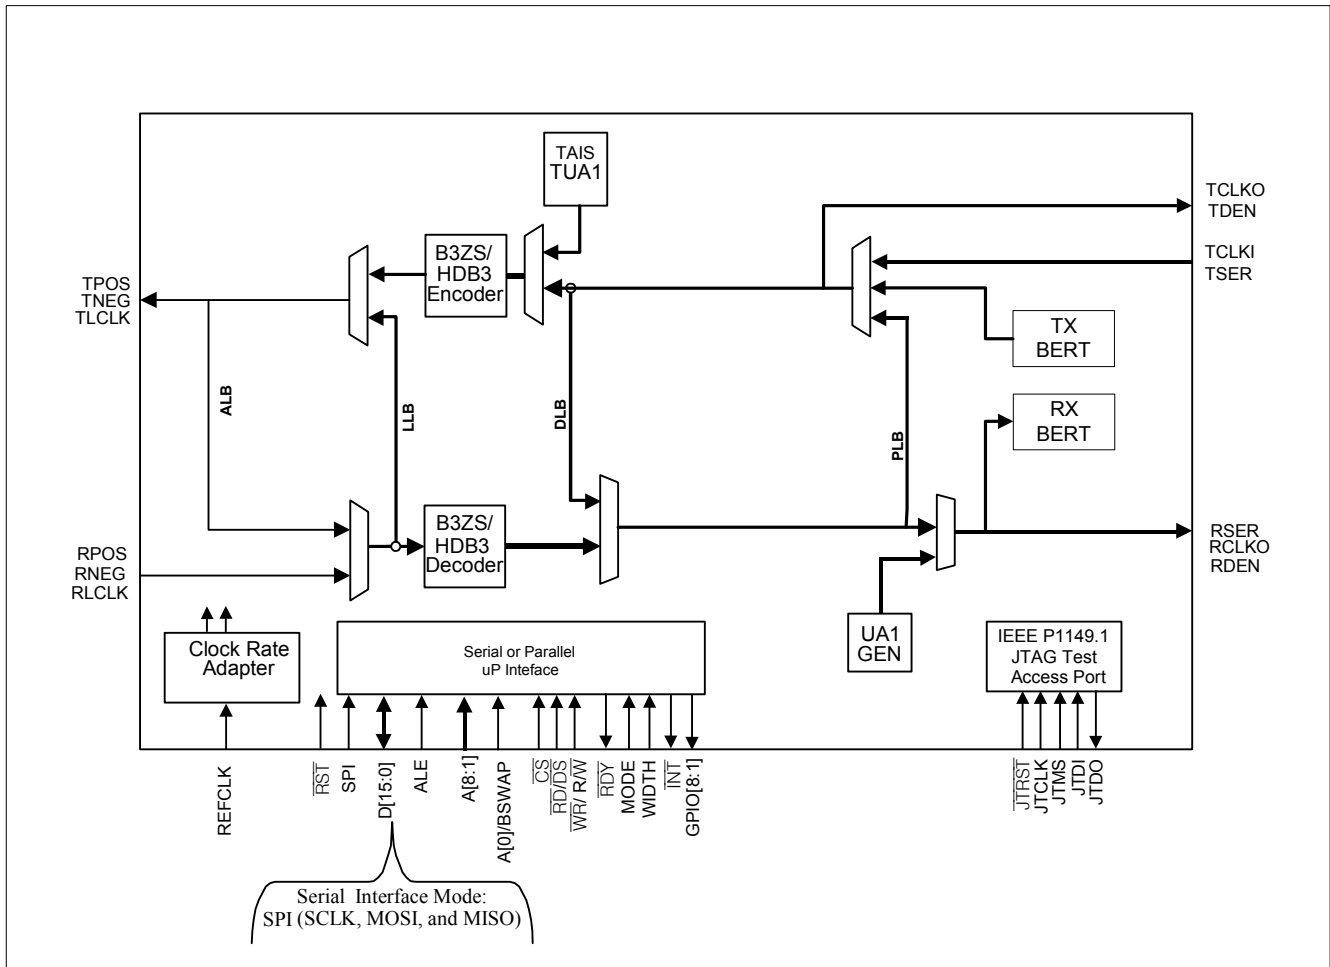 TAIS
TUA1
TCLKO
TDEN
B3ZS/
HDB3
Encoder
TCLKI
TSER
TPOS
TNEG
TLCLK
TX
BERT
ALB
LLB
DLB
PLB
RX
BERT
B3ZS/
HDB3
Decoder
RPOS
RNEG
RLCLK
RSER
RCLKO
RDEN
Clock Rate
Adapter
Serial or Parallel
uP Inteface
UA1
GEN
IEEE P1149.1
JTAG Test
Access Port
REFCLK
RST
SPI
D[15:0]
ALE
A[8:1]
A[0]/BSWAP
CS
RD/DS
WR/ R/W
RDY
MODE
WIDTH
INT
GPIO[8:1]
JTRST
JTCLK
JTMS
JTDI
JTDO
Serial Interface Mode:
SPI (SCLK, MOSI, and MISO)